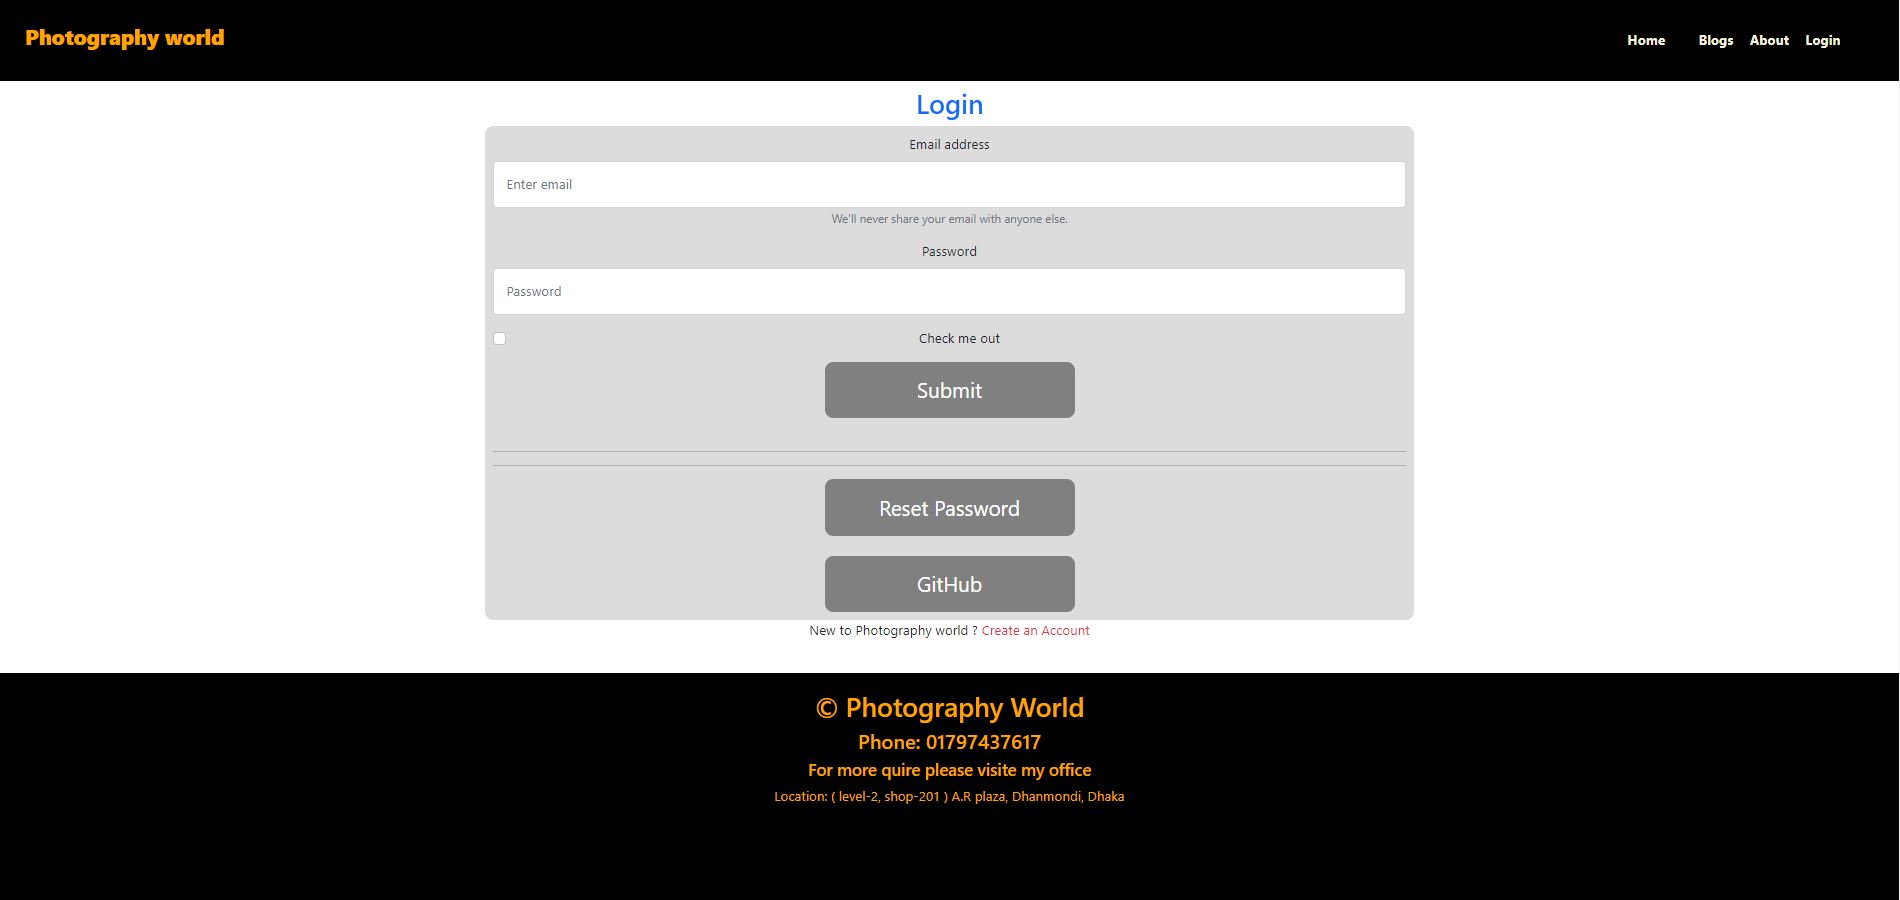 Photography world
Home Blogs About Login
Login
Email address
Enter email
We'll never share your email with anyone else.
Password
Password
Check me out
Submit
Reset Password
GitHub
New to Photography world ? Create an Account
© Photography World
Phone: 01797437617
For more quire please visite my office
Location: ( level-2, shop-201 ) A.R plaza, Dhanmondi, Dhaka